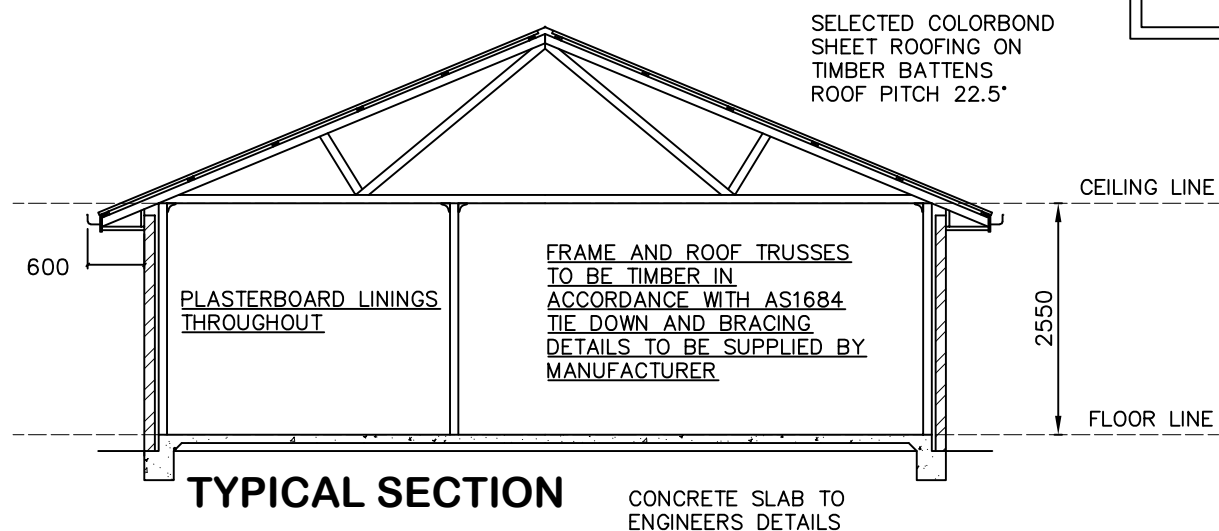 SELECTED COLORBOND
SHEET ROOFING ON
TIMBER BATTENS
ROOF PITCH 22.5°
CEILING LINE
600
PLASTERBOARD LININGS
THROUGHOUT
FRAME AND ROOF TRUSSES
TO BE TIMBER IN
ACCORDANCE WITH AS1684
TIE DOWN AND BRACING
DETAILS TO BE SUPPLIED BY
MANUFACTURER
2550
FLOOR LINE
TYPICAL SECTION
CONCRETE SLAB TO
ENGINEERS DETAILS